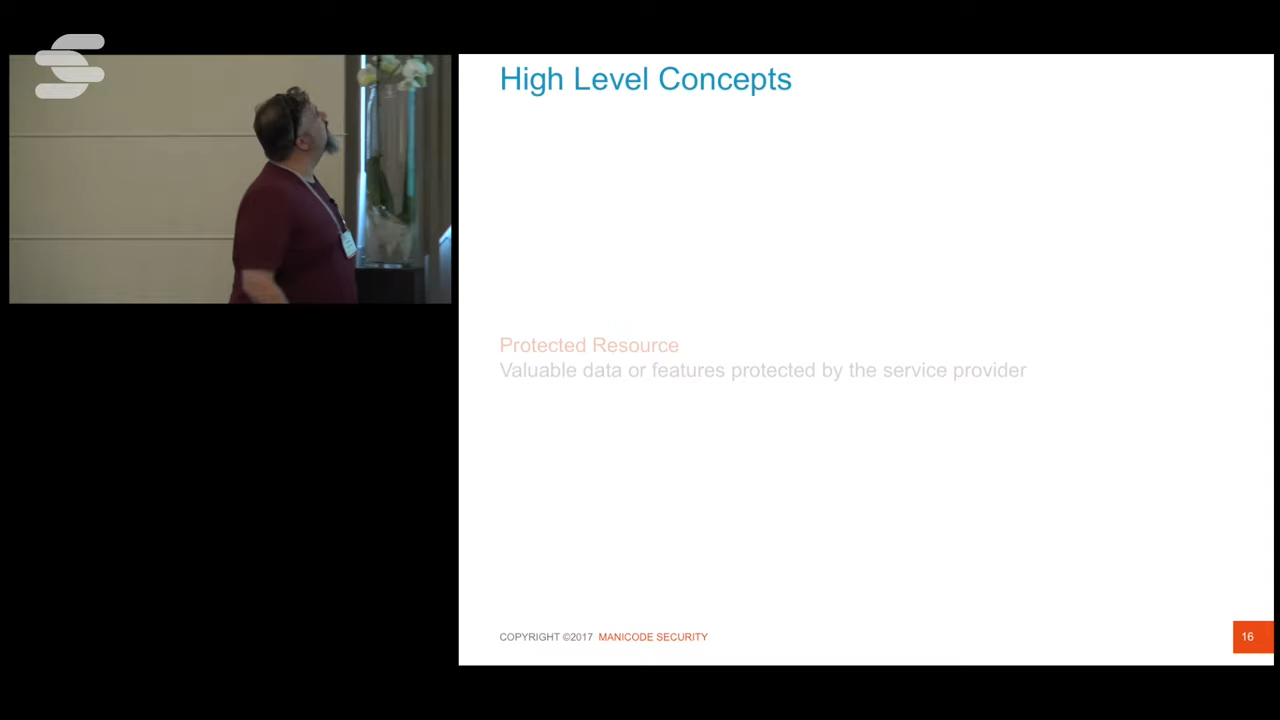 High Level Concepts
Protected Resource
Valuable data or features protected by the service provider
COPYRIGHT ©2017 MANICODE SECURITY
16